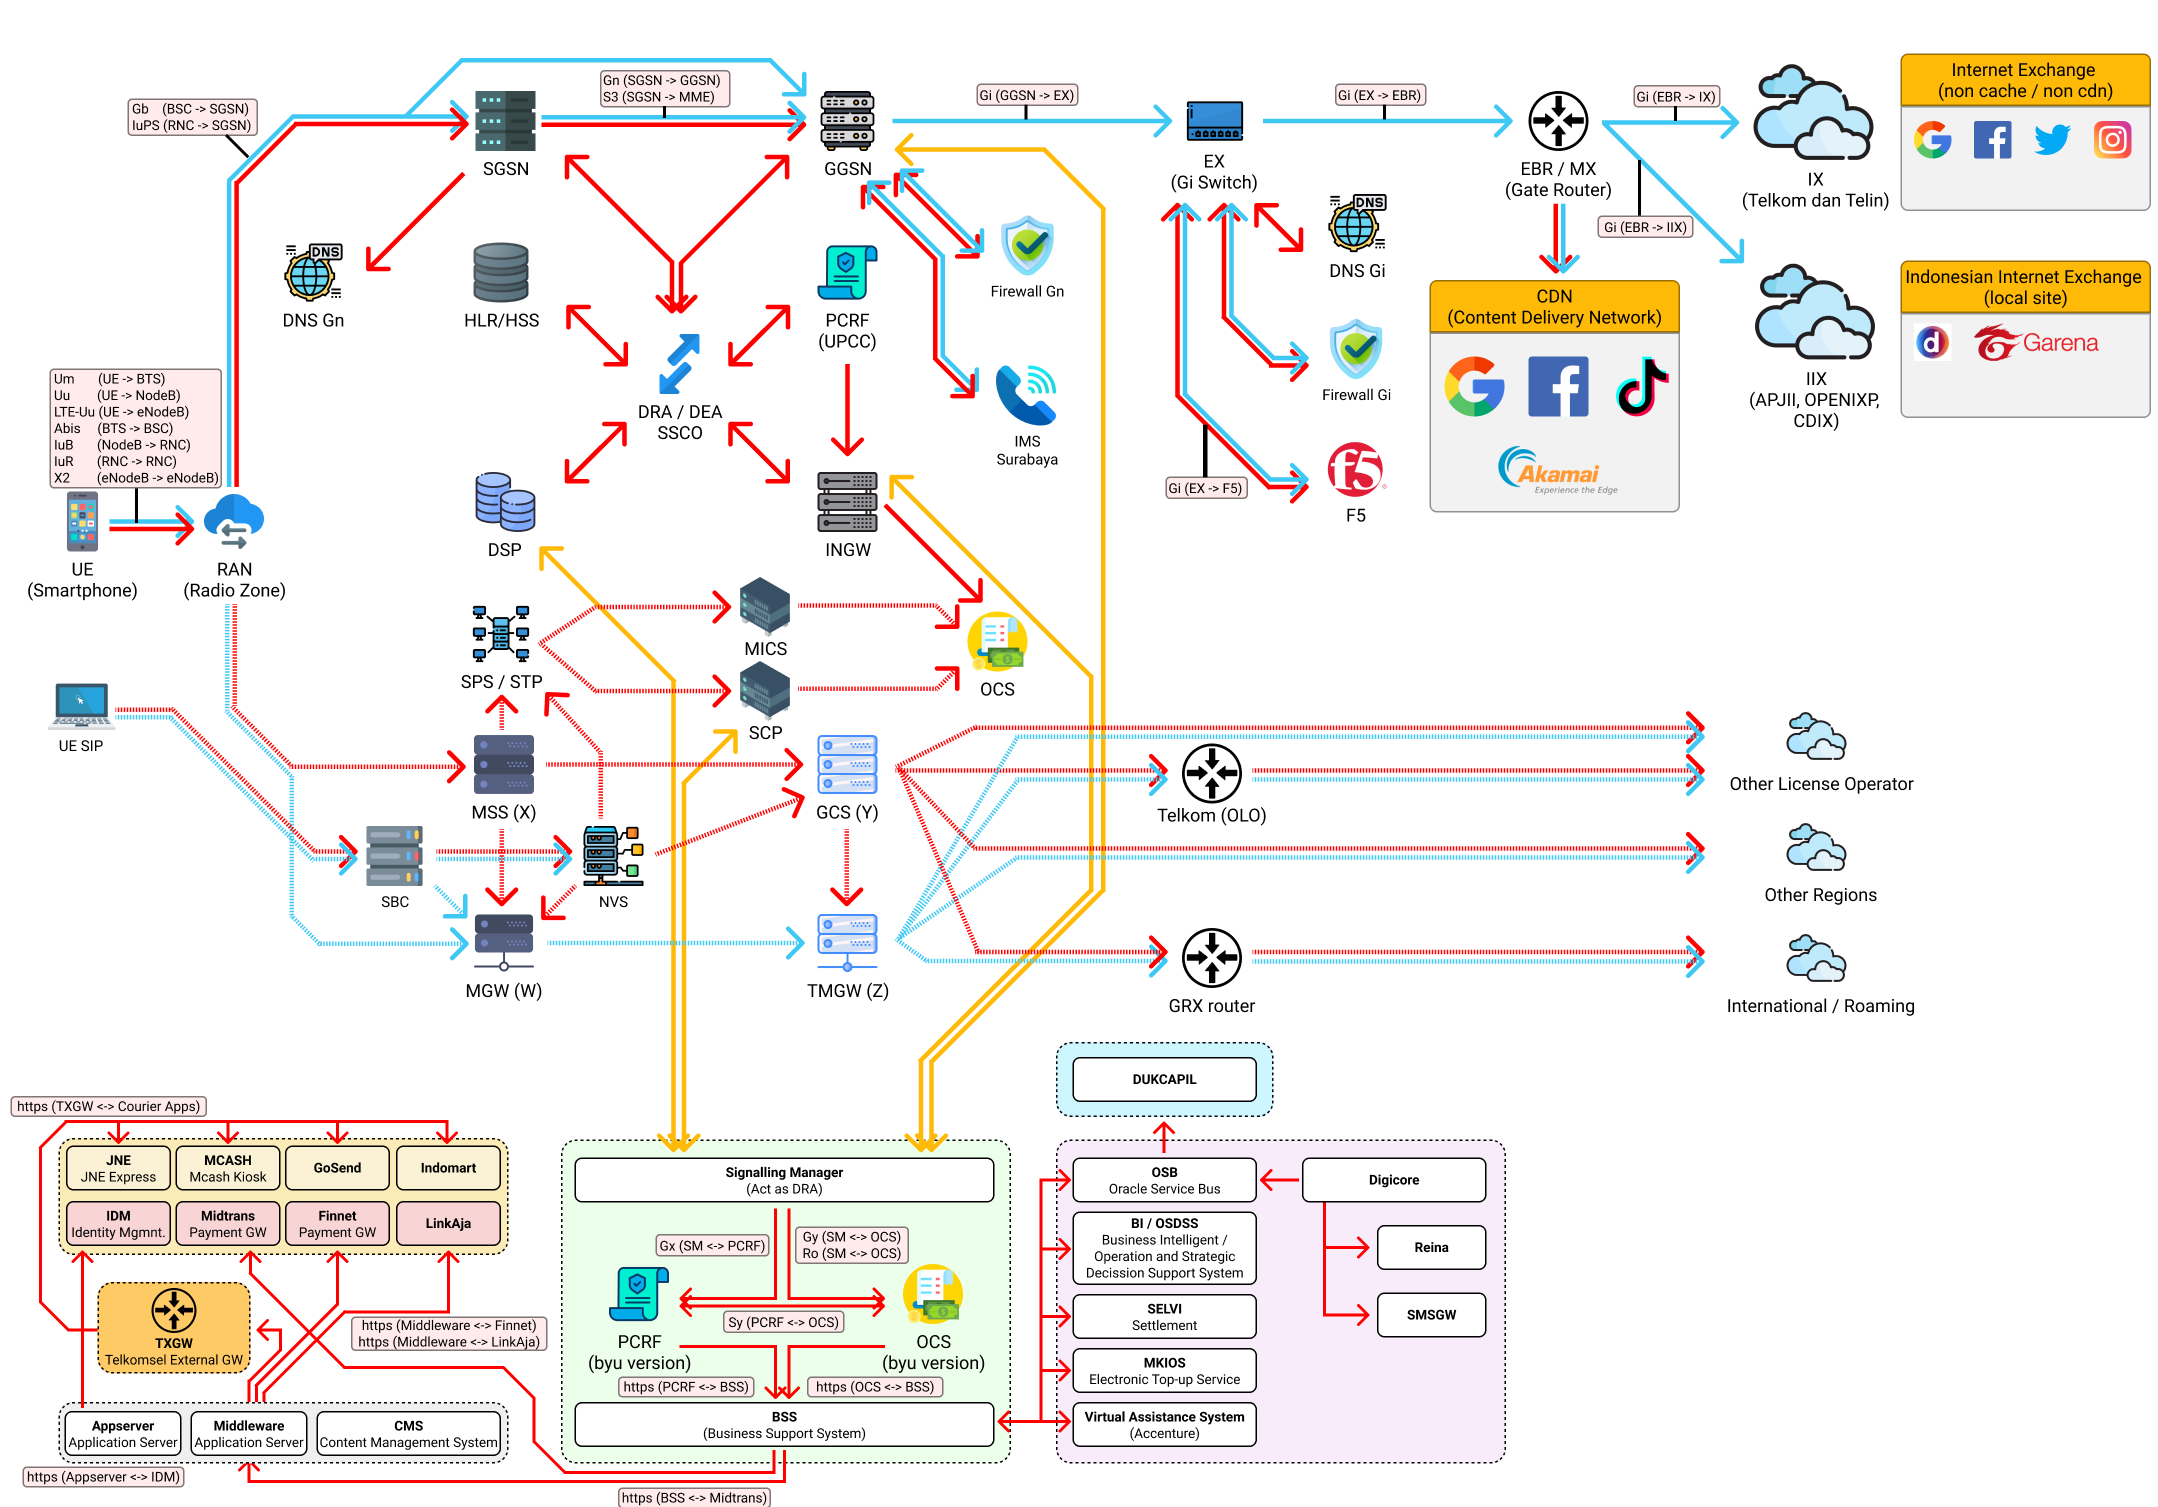 Gb (BSC -> SGSN)
IuPS (RNC -> SGSN)
Gn (SGSN -> GGSN)
S3 (SGSN -> MME)
Gi (GGSN -> EX)
Gi (EX -> EBR)
Gi (EBR -> IX)
Gi (EBR -> IIX)
Internet Exchange
(non cache / non cdn)
SGSN
GGSN
EX
(Gi Switch)
EBR / MX
(Gate Router)
IX
(Telkom dan Telin)
DNS
DNS Gn
HLR/HSS
PCRF
(UPCC)
Firewall Gn
DNS
DNS Gi
Indonesian Internet Exchange
(local site)
d
Garena
CDN
(Content Delivery Network)
Akamai
Experience the Edge
IIX
(APJII, OPENIXP,
CDIX)
Firewall Gi
DRA / DEA
SSCO
IMS
Surabaya
Um (UE -> BTS)
Uu (UE -> NodeB)
LTE-Uu (UE -> eNodeB)
Abis (BTS -> BSC)
IuB (NodeB -> RNC)
IuR (RNC -> RNC)
X2 (eNodeB -> eNodeB)
Gi (EX -> F5)
f5
F5
UE
(Smartphone)
RAN
(Radio Zone)
DSP
INGW
MICS
SPS / STP
SCP
OCS
UE SIP
MSS (X)
GCS (Y)
Telkom (OLO)
Other License Operator
SBC
NVS
Other Regions
MGW (W)
TMGW (Z)
GRX router
International / Roaming
https (TXGW <-> Courier Apps)
JNE
JNE Express
MCASH
Mcash Kiosk
GoSend
Indomart
IDM
Identity Mgmnt.
Midtrans
Payment GW
Finnet
Payment GW
LinkAja
TXGW
Telkomsel External GW
https (Middleware <-> Finnet)
https (Middleware <-> LinkAja)
Appserver
Application Server
Middleware
Application Server
CMS
Content Management System
https (Appserver <-> IDM)
Signalling Manager
(Act as DRA)
Gx (SM <-> PCRF)
Gy (SM <-> OCS)
Ro (SM <-> OCS)
Sy (PCRF <-> OCS)
PCRF
(byu version)
OCS
(byu version)
https (PCRF <-> BSS)
https (OCS <-> BSS)
BSS
(Business Support System)
https (BSS <-> Midtrans)
DUKCAPIL
OSB
Oracle Service Bus
BI / OSDSS
Business Intelligent /
Operation and Strategic
Decission Support System
SELVI
Settlement
MKIOS
Electronic Top-up Service
Virtual Assistance System
(Accenture)
Digicore
Reina
SMSGW